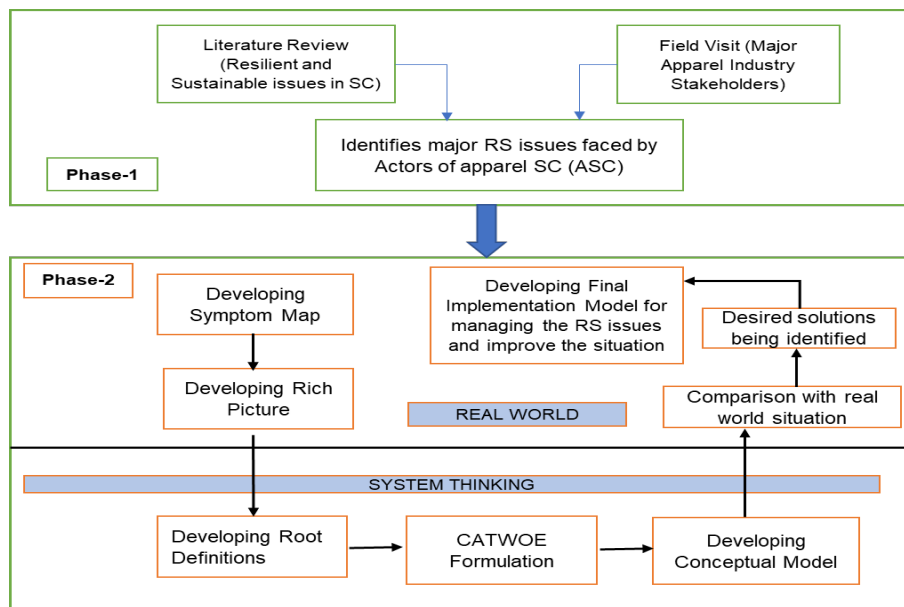 Literature Review
(Resilient and
Sustainable issues in SC)
Field Visit (Major
Apparel Industry
Stakeholders)
Identifies major RS issues faced by
Actors of apparel SC (ASC)
Phase-1
Phase-2
Developing
Symptom Map
Developing Final
Implementation Model for
managing the RS issues
and improve the situation
Desired solutions
being identified
Developing Rich
Picture
Comparison with real
world situation
REAL WORLD
SYSTEM THINKING
Developing Root
Definitions
CATWOE
Formulation
Developing
Conceptual Model